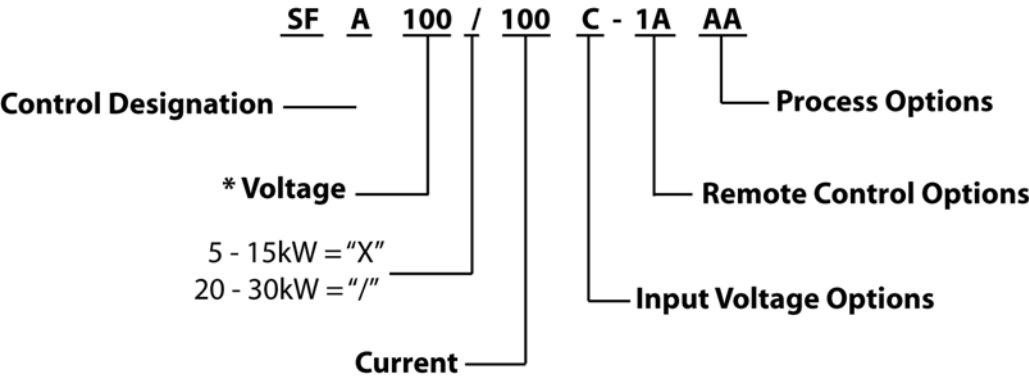 SF A 100 / 100 C - 1A AA
Control Designation
Process Options
* Voltage
Remote Control Options
5 - 15kW = “X”
20 - 30kW = “/”
Input Voltage Options
Current